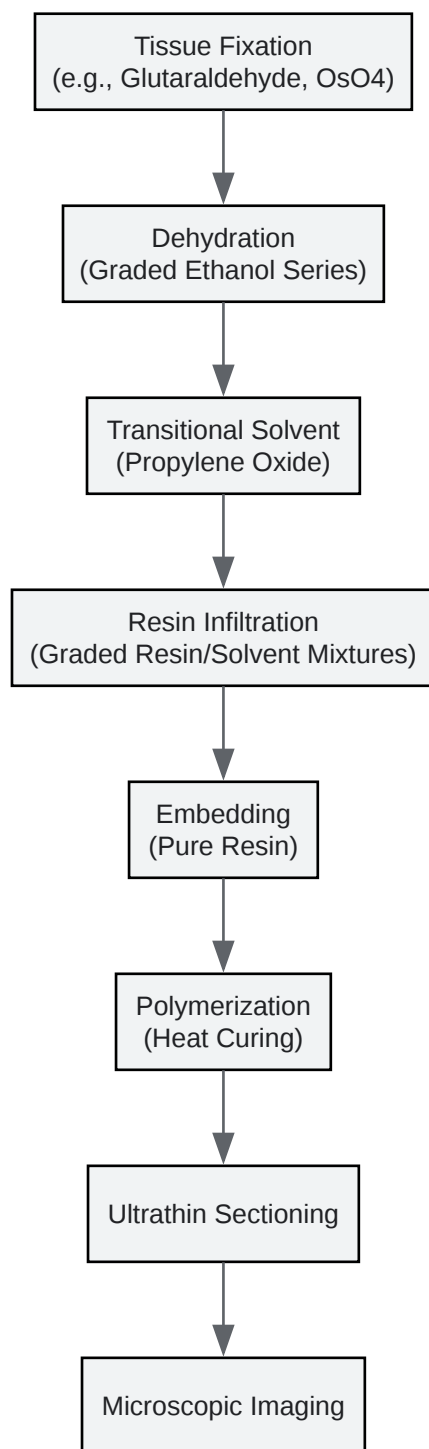 Tissue Fixation
(e.g., Glutaraldehyde, OsO4)
Dehydration
(Graded Ethanol Series)
Transitional Solvent
(Propylene Oxide)
Resin Infiltration
(Graded Resin/Solvent Mixtures)
Embedding
(Pure Resin)
Polymerization
(Heat Curing)
Ultrathin Sectioning
Microscopic Imaging